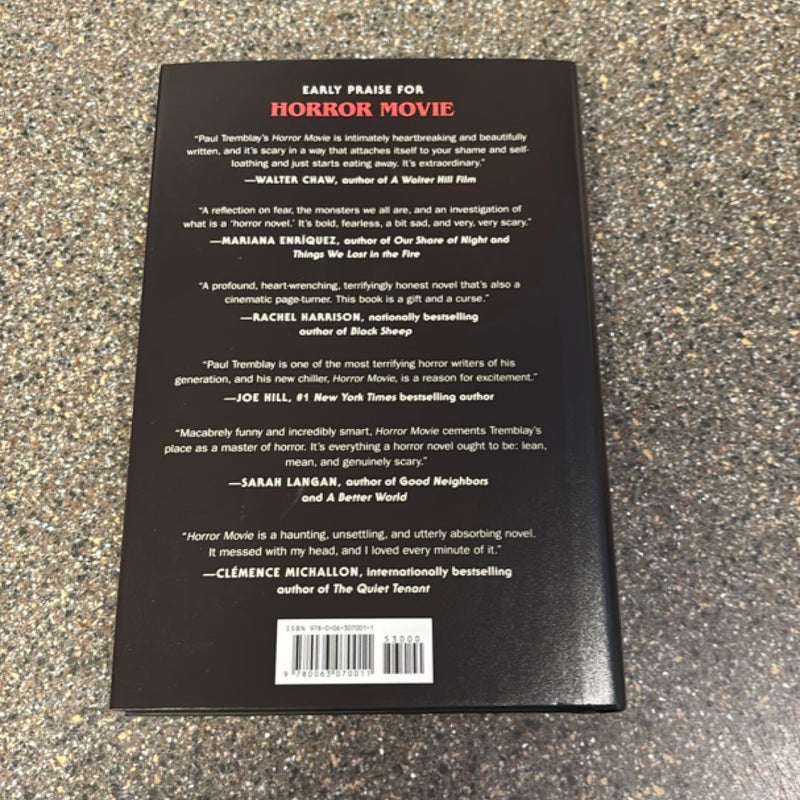 EARLY PRAISE FOR
HORROR MOVIE
“Paul Tremblay's Horror Movie is intimately heartbreaking and beautifully
written, and it's scary in a way that attaches itself to your shame and self-
loathing and just starts eating away. It's extraordinary.”
—WALTER CHAW, author of A Walter Hill Film
“A reflection on fear, the monsters we all are, and an investigation of
what is a ‘horror novel.’ It's bold, fearless, a bit sad, and very, very scary.”
—MARIANA ENRÍQUEZ, author of Our Share of Night and
Things We Lost in the Fire
“A profound, heart-wrenching, terrifyingly honest novel that's also a
cinematic page-turner. This book is a gift and a curse.”
—RACHEL HARRISON, nationally bestselling
author of Black Sheep
“Paul Tremblay is one of the most terrifying horror writers of his
generation, and his new chiller, Horror Movie, is a reason for excitement.”
—JOE HILL, #1 New York Times bestselling author
“Macabrely funny and incredibly smart, Horror Movie cements Tremblay's
place as a master of horror. It's everything a horror novel ought to be: lean,
mean, and genuinely scary.”
—SARAH LANGAN, author of Good Neighbors
and A Better World
“Horror Movie is a haunting, unsettling, and utterly absorbing novel.
It messed with my head, and I loved every minute of it.”
—CLÉMENCE MICHALLON, internationally bestselling
author of The Quiet Tenant
ISBN 978-0-06-307001-1
53000
9 780063 070011